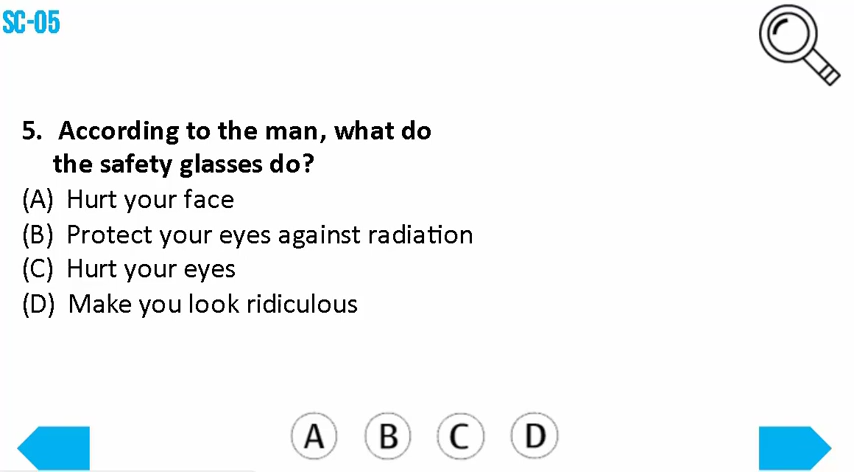 SC-05
5. According to the man, what do
the safety glasses do?
(A) Hurt your face
(B) Protect your eyes against radiation
(C) Hurt your eyes
(D) Make you look ridiculous
A B C D